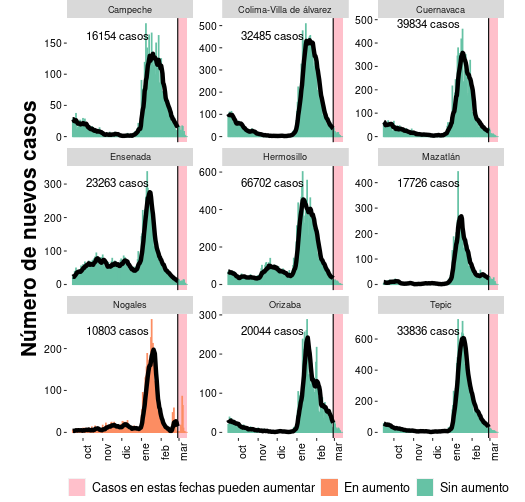 Número de nuevos casos
Campeche
Colima-Villa de álvarez
Cuernavaca
16154 casos
32485 casos
39834 casos
150
100
50
0
500
400
300
200
100
0
500
400
300
200
100
0
Ensenada
Hermosillo
Mazatlán
23263 casos
66702 casos
17726 casos
300
200
100
0
600
400
200
0
400
300
200
100
0
Nogales
Orizaba
Tepic
10803 casos
20044 casos
33836 casos
200
100
0
300
200
100
0
600
400
200
0
oct
nov
dic
ene
feb
mar
oct
nov
dic
ene
feb
mar
oct
nov
dic
ene
feb
mar
Casos en estas fechas pueden aumentar
En aumento
Sin aumento